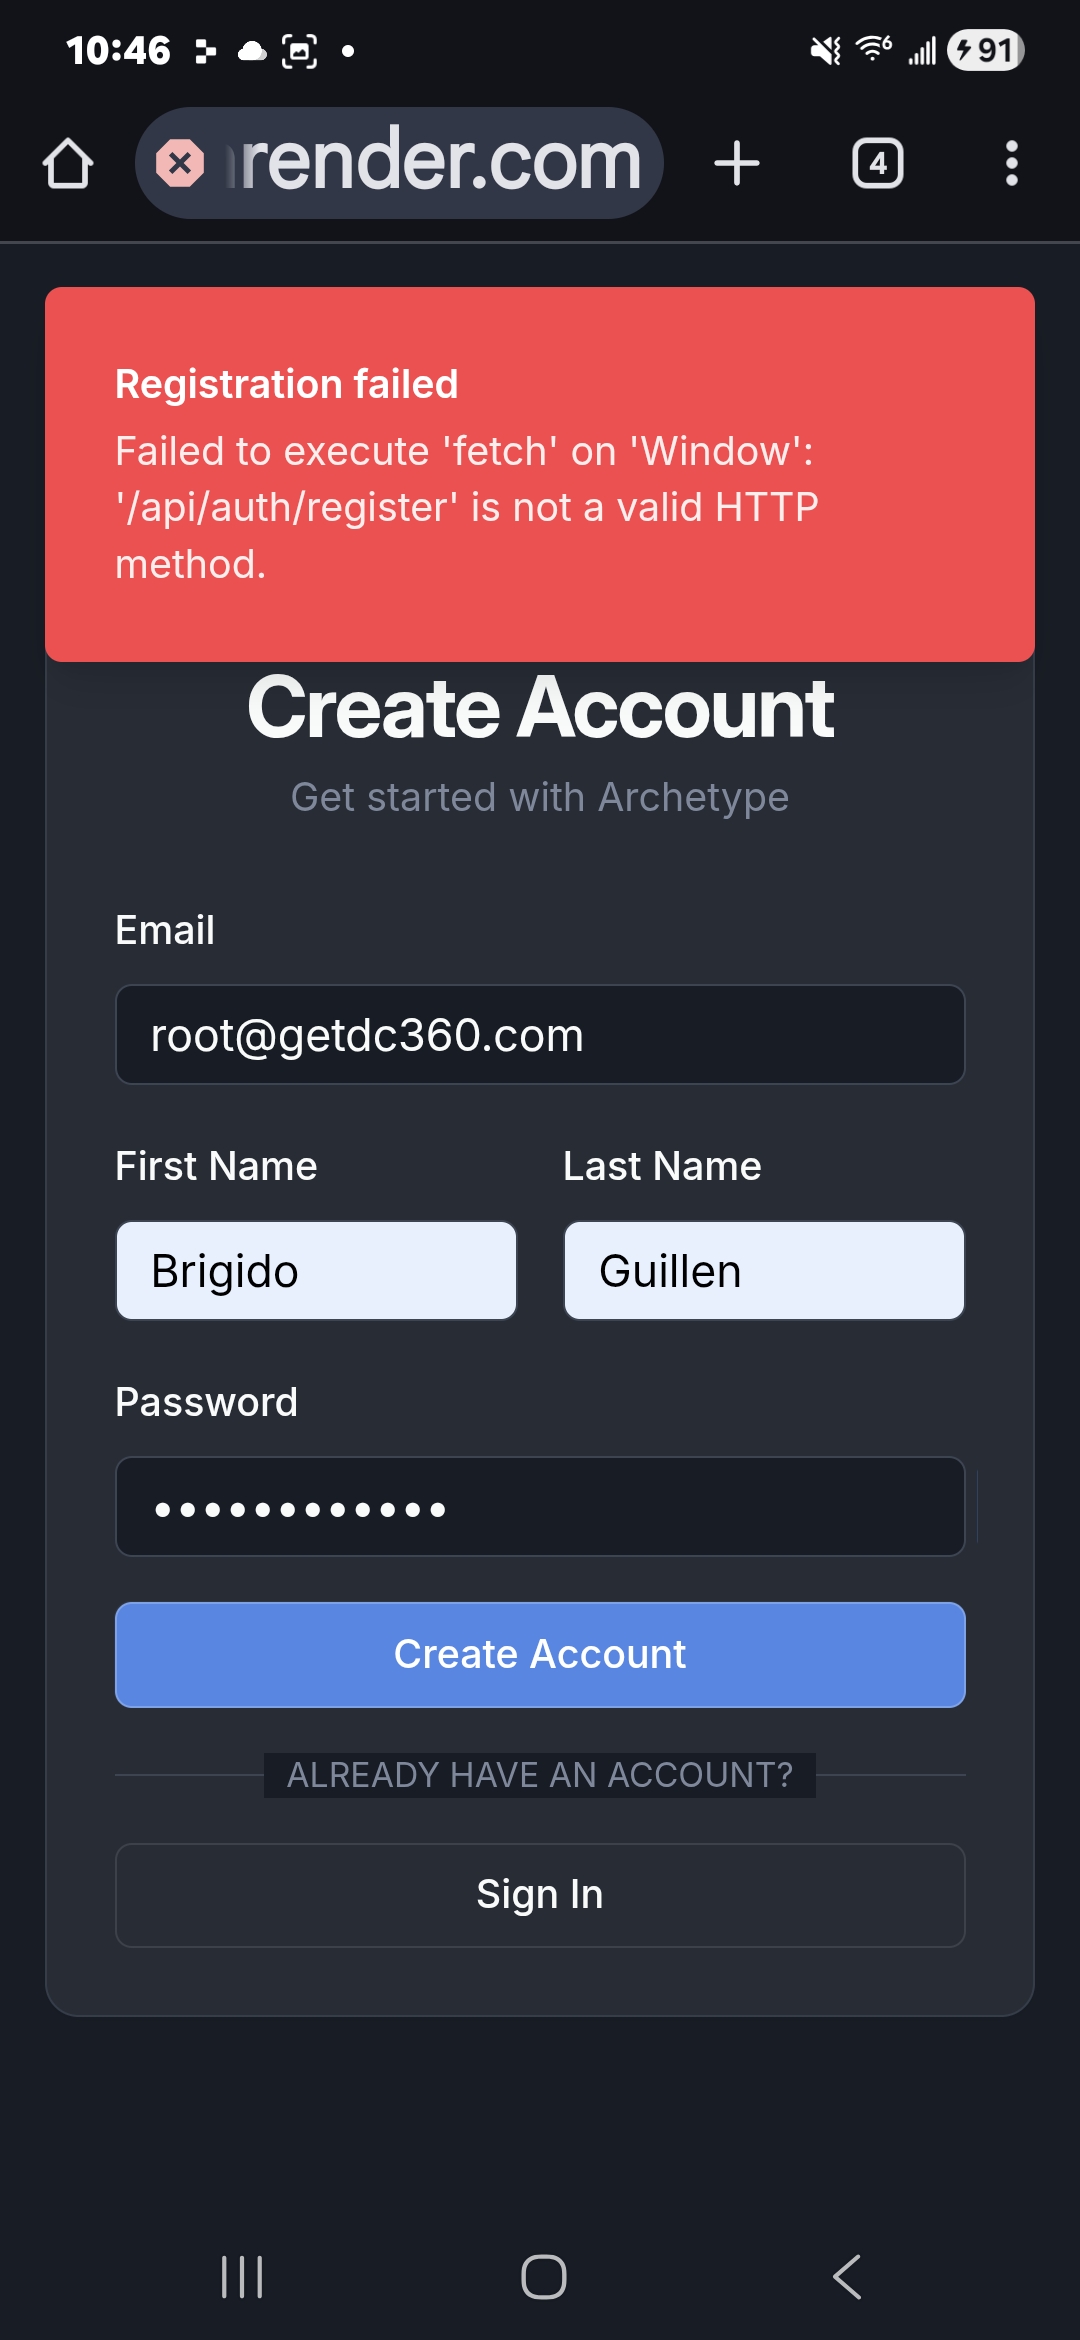 10:46
91
render.com
4
Registration failed
Failed to execute 'fetch' on 'Window':
'/api/auth/register' is not a valid HTTP
method.
Create Account
Get started with Archetype
Email
root@getdc360.com
First Name Last Name
Brigido Guillen
Password
Create Account
ALREADY HAVE AN ACCOUNT?
Sign In